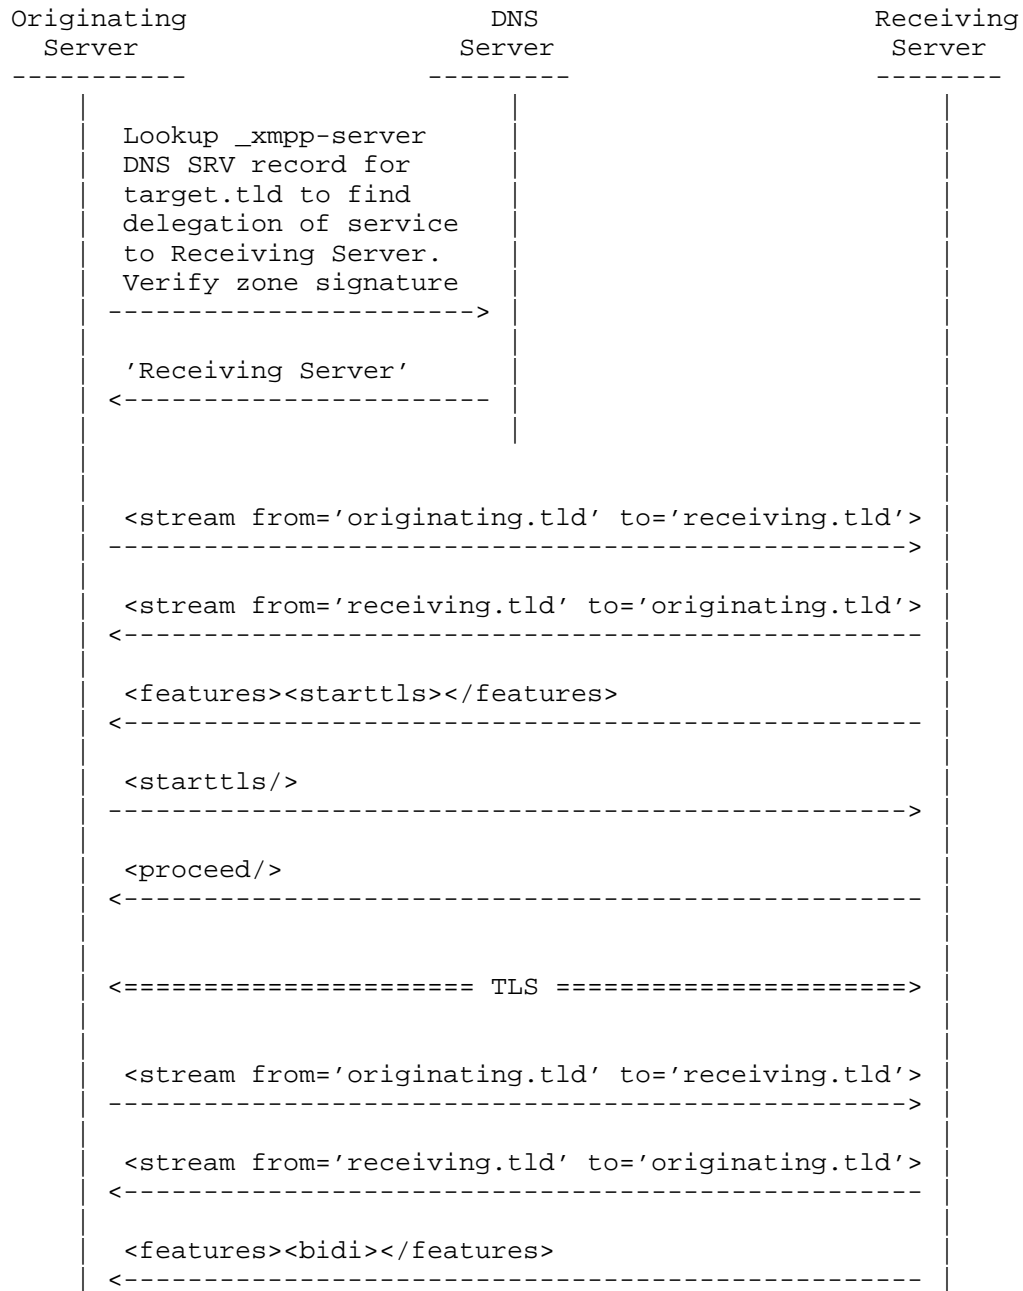 Originating                   DNS                     Receiving
  Server                    Server                     Server
-----------               ---------                   --------
    |                          |                          |
    |  Lookup _xmpp-server     |                          |
    |  DNS SRV record for      |                          |
    |  target.tld to find      |                          |
    |  delegation of service   |                          |
    |  to Receiving Server.    |                          |
    |  Verify zone signature   |                          |
    | -----------------------> |                          |
    |                          |                          |
    |  ’Receiving Server’      |                          |
    | <----------------------- |                          |
    |                          |                          |
    |                                                     |
    |  <stream from=’originating.tld’ to=’receiving.tld’> |
    | --------------------------------------------------> |
    |                                                     |
    |  <stream from=’receiving.tld’ to=’originating.tld’> |
    | <-------------------------------------------------- |
    |                                                     |
    |  <features><starttls></features>                    |
    | <-------------------------------------------------- |
    |                                                     |
    |  <starttls/>                                        |
    | --------------------------------------------------> |
    |                                                     |
    |  <proceed/>                                         |
    | <-------------------------------------------------- |
    |                                                     |
    |                                                     |
    | <====================== TLS ======================> |
    |                                                     |
    |                                                     |
    |  <stream from=’originating.tld’ to=’receiving.tld’> |
    | --------------------------------------------------> |
    |                                                     |
    |  <stream from=’receiving.tld’ to=’originating.tld’> |
    | <-------------------------------------------------- |
    |                                                     |
    |  <features><bidi></features>                        |
    | <-------------------------------------------------- |